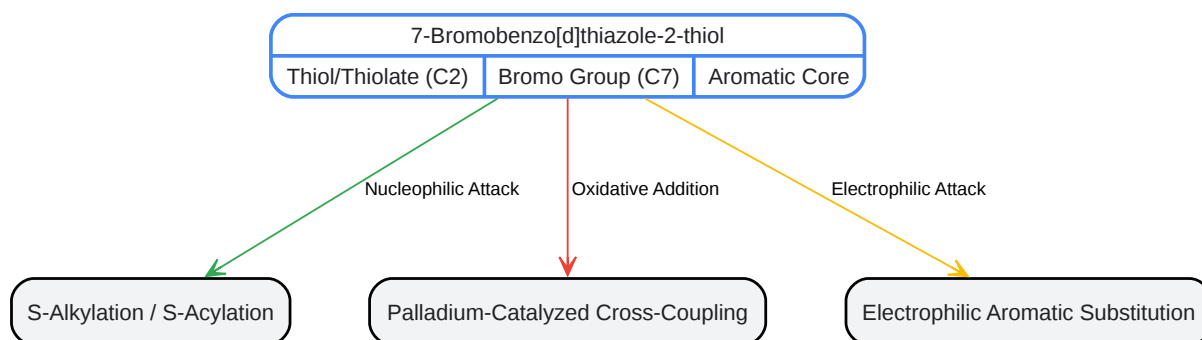 7-Bromobenzo[d]thiazole-2-thiol
Thiol/Thiolate (C2) Bromo Group (C7) Aromatic Core
Nucleophilic Attack Oxidative Addition Electrophilic Attack
S-Alkylation / S-Acylation Palladium-Catalyzed Cross-Coupling Electrophilic Aromatic Substitution